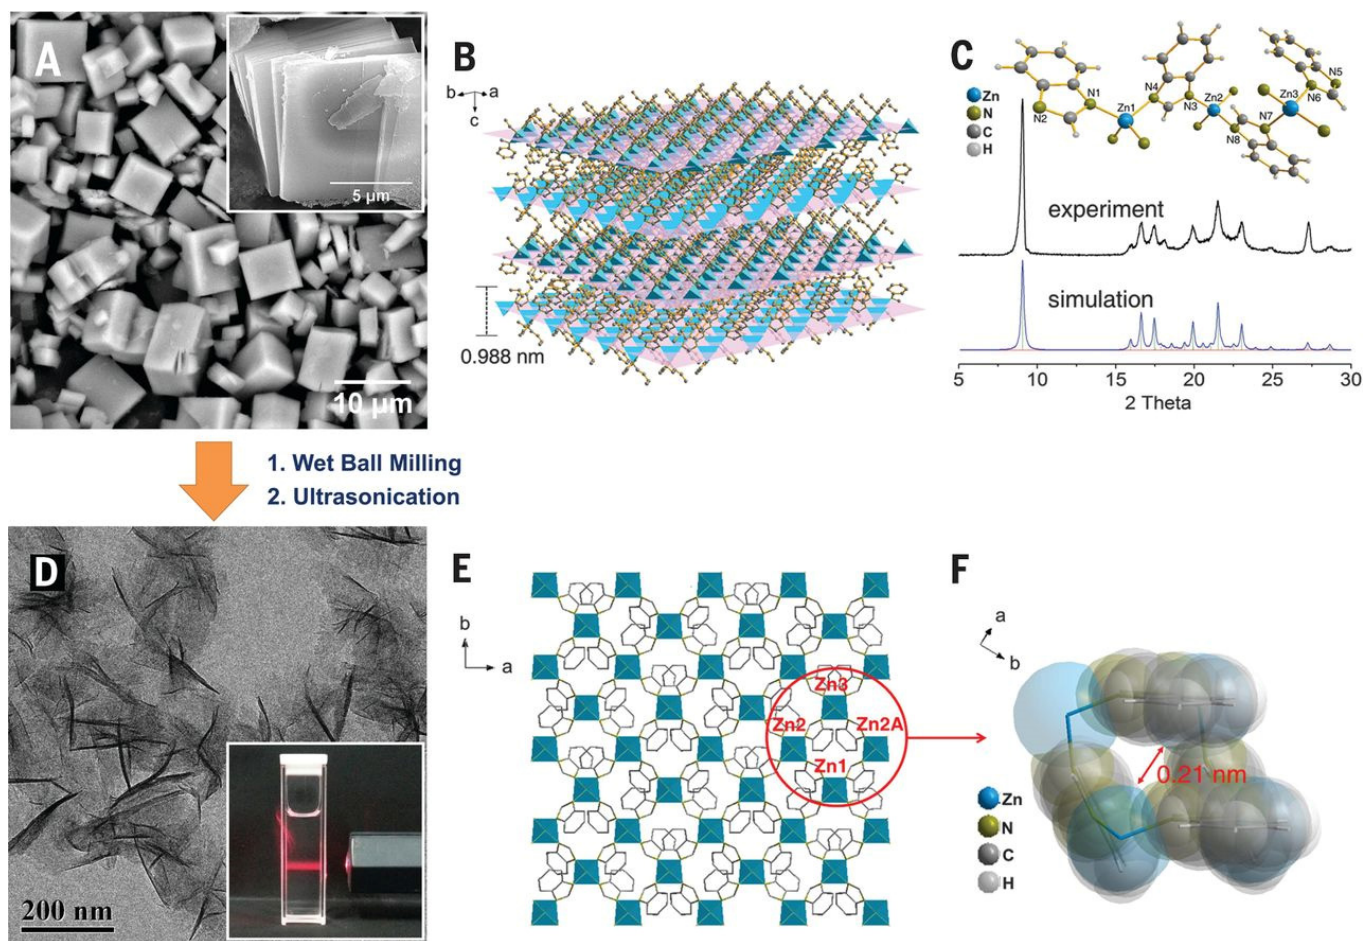 A
5 μm
10 μm
B
b a
c
0.988 nm
C
Zn
N
C
H
N1
N2
Zn1
N4
N3
Zn2
N8
N7
Zn3
N6
N5
experiment
simulation
5 10 15 20 25 30
2 Theta
1. Wet Ball Milling
2. Ultrasonication
D
200 nm
E
b
a
Zn3
Zn2 Zn2A
Zn1
F
a
b
0.21 nm
Zn
N
C
H